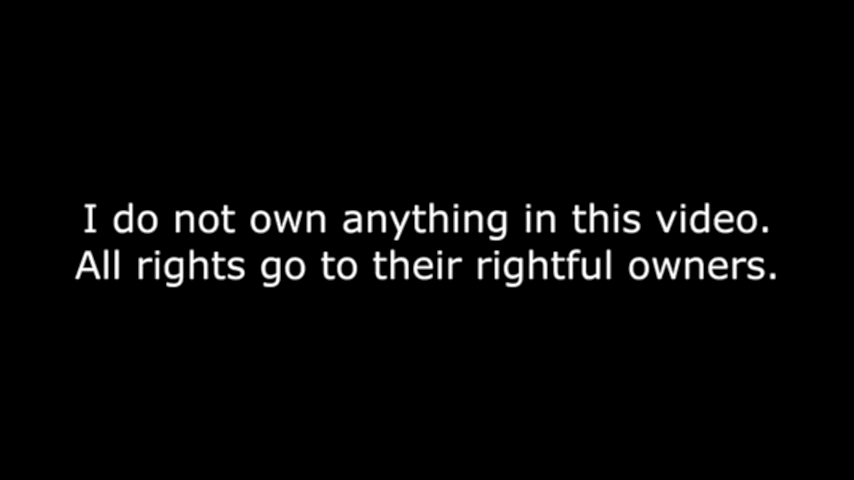 I do not own anything in this video.
All rights go to their rightful owners.